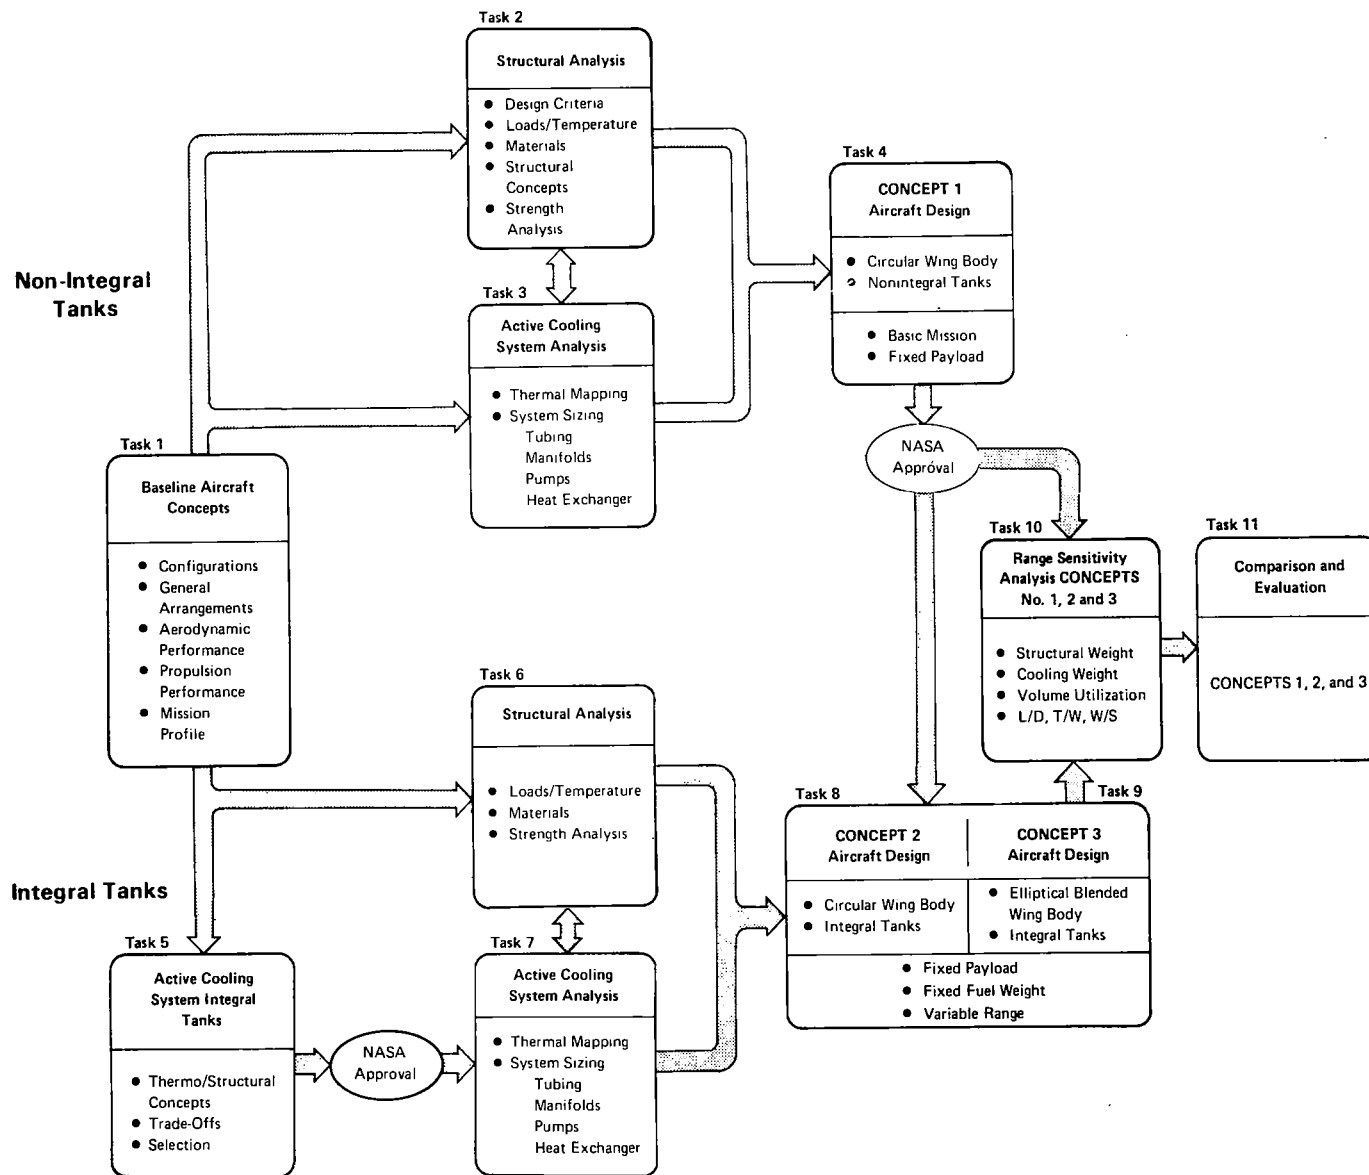 Task 2
Structural Analysis
● Design Criteria
● Loads/Temperature
● Materials
● Structural
Concepts
● Strength
Analysis
Non-Integral
Tanks
Task 3
Active Cooling
System Analysis
● Thermal Mapping
● System Sizing
Tubing
Manifolds
Pumps
Heat Exchanger
Task 4
CONCEPT 1
Aircraft Design
● Circular Wing Body
● Nonintegral Tanks
● Basic Mission
● Fixed Payload
NASA
Approval
Task 1
Baseline Aircraft
Concepts
● Configurations
● General
Arrangements
● Aerodynamic
Performance
● Propulsion
Performance
● Mission
Profile
Task 10
Range Sensitivity
Analysis CONCEPTS
No. 1, 2 and 3
● Structural Weight
● Cooling Weight
● Volume Utilization
● L/D, T/W, W/S
Task 11
Comparison and
Evaluation
CONCEPTS 1, 2, and 3
Task 6
Structural Analysis
● Loads/Temperature
● Materials
● Strength Analysis
Integral Tanks
Task 5
Active Cooling
System Integral
Tanks
● Thermo/Structural
Concepts
● Trade-Offs
● Selection
NASA
Approval
Task 7
Active Cooling
System Analysis
● Thermal Mapping
● System Sizing
Tubing
Manifolds
Pumps
Heat Exchanger
Task 8
CONCEPT 2
Aircraft Design
● Circular Wing Body
● Integral Tanks
Task 9
CONCEPT 3
Aircraft Design
● Elliptical Blended
Wing Body
● Integral Tanks
● Fixed Payload
● Fixed Fuel Weight
● Variable Range